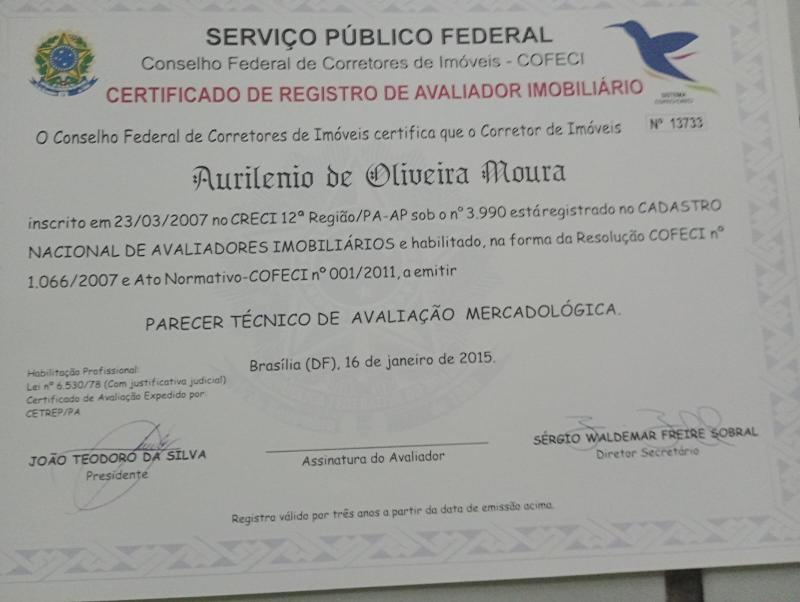 SERVIÇO PÚBLICO FEDERAL
Conselho Federal de Corretores de Imóveis - COFECI
CERTIFICADO DE REGISTRO DE AVALIADOR IMOBILIÁRIO
SISTEMA
O Conselho Federal de Corretores de Imóveis certifica que o Corretor de Imóveis
Nº 13733
Aurilenio de Oliveira Moura
inscrito em 23/03/2007 no CRECI 12ª Região/PA-AP sob o nº 3.990 está registrado no CADASTRO
NACIONAL DE AVALIADORES IMOBILIÁRIOS e habilitado, na forma da Resolução COFECI nº
1.066/2007 e Ato Normativo-COFECI nº 001/2011, a emitir
PARECER TÉCNICO DE AVALIAÇÃO MERCADOLÓGICA.
Brasília (DF), 16 de janeiro de 2015.
Habilitação Profissional:
Lei nº 6.530/78 (Com justificativa judicial)
Certificado de Avaliação Expedido por:
CETREP/PA
JOÃO TEODORO DA SILVA
Presidente
Assinatura do Avaliador
SÉRGIO WALDEMAR FREIRE SOBRAL
Diretor Secretário
Registro válido por três anos a partir da data de emissão acima.